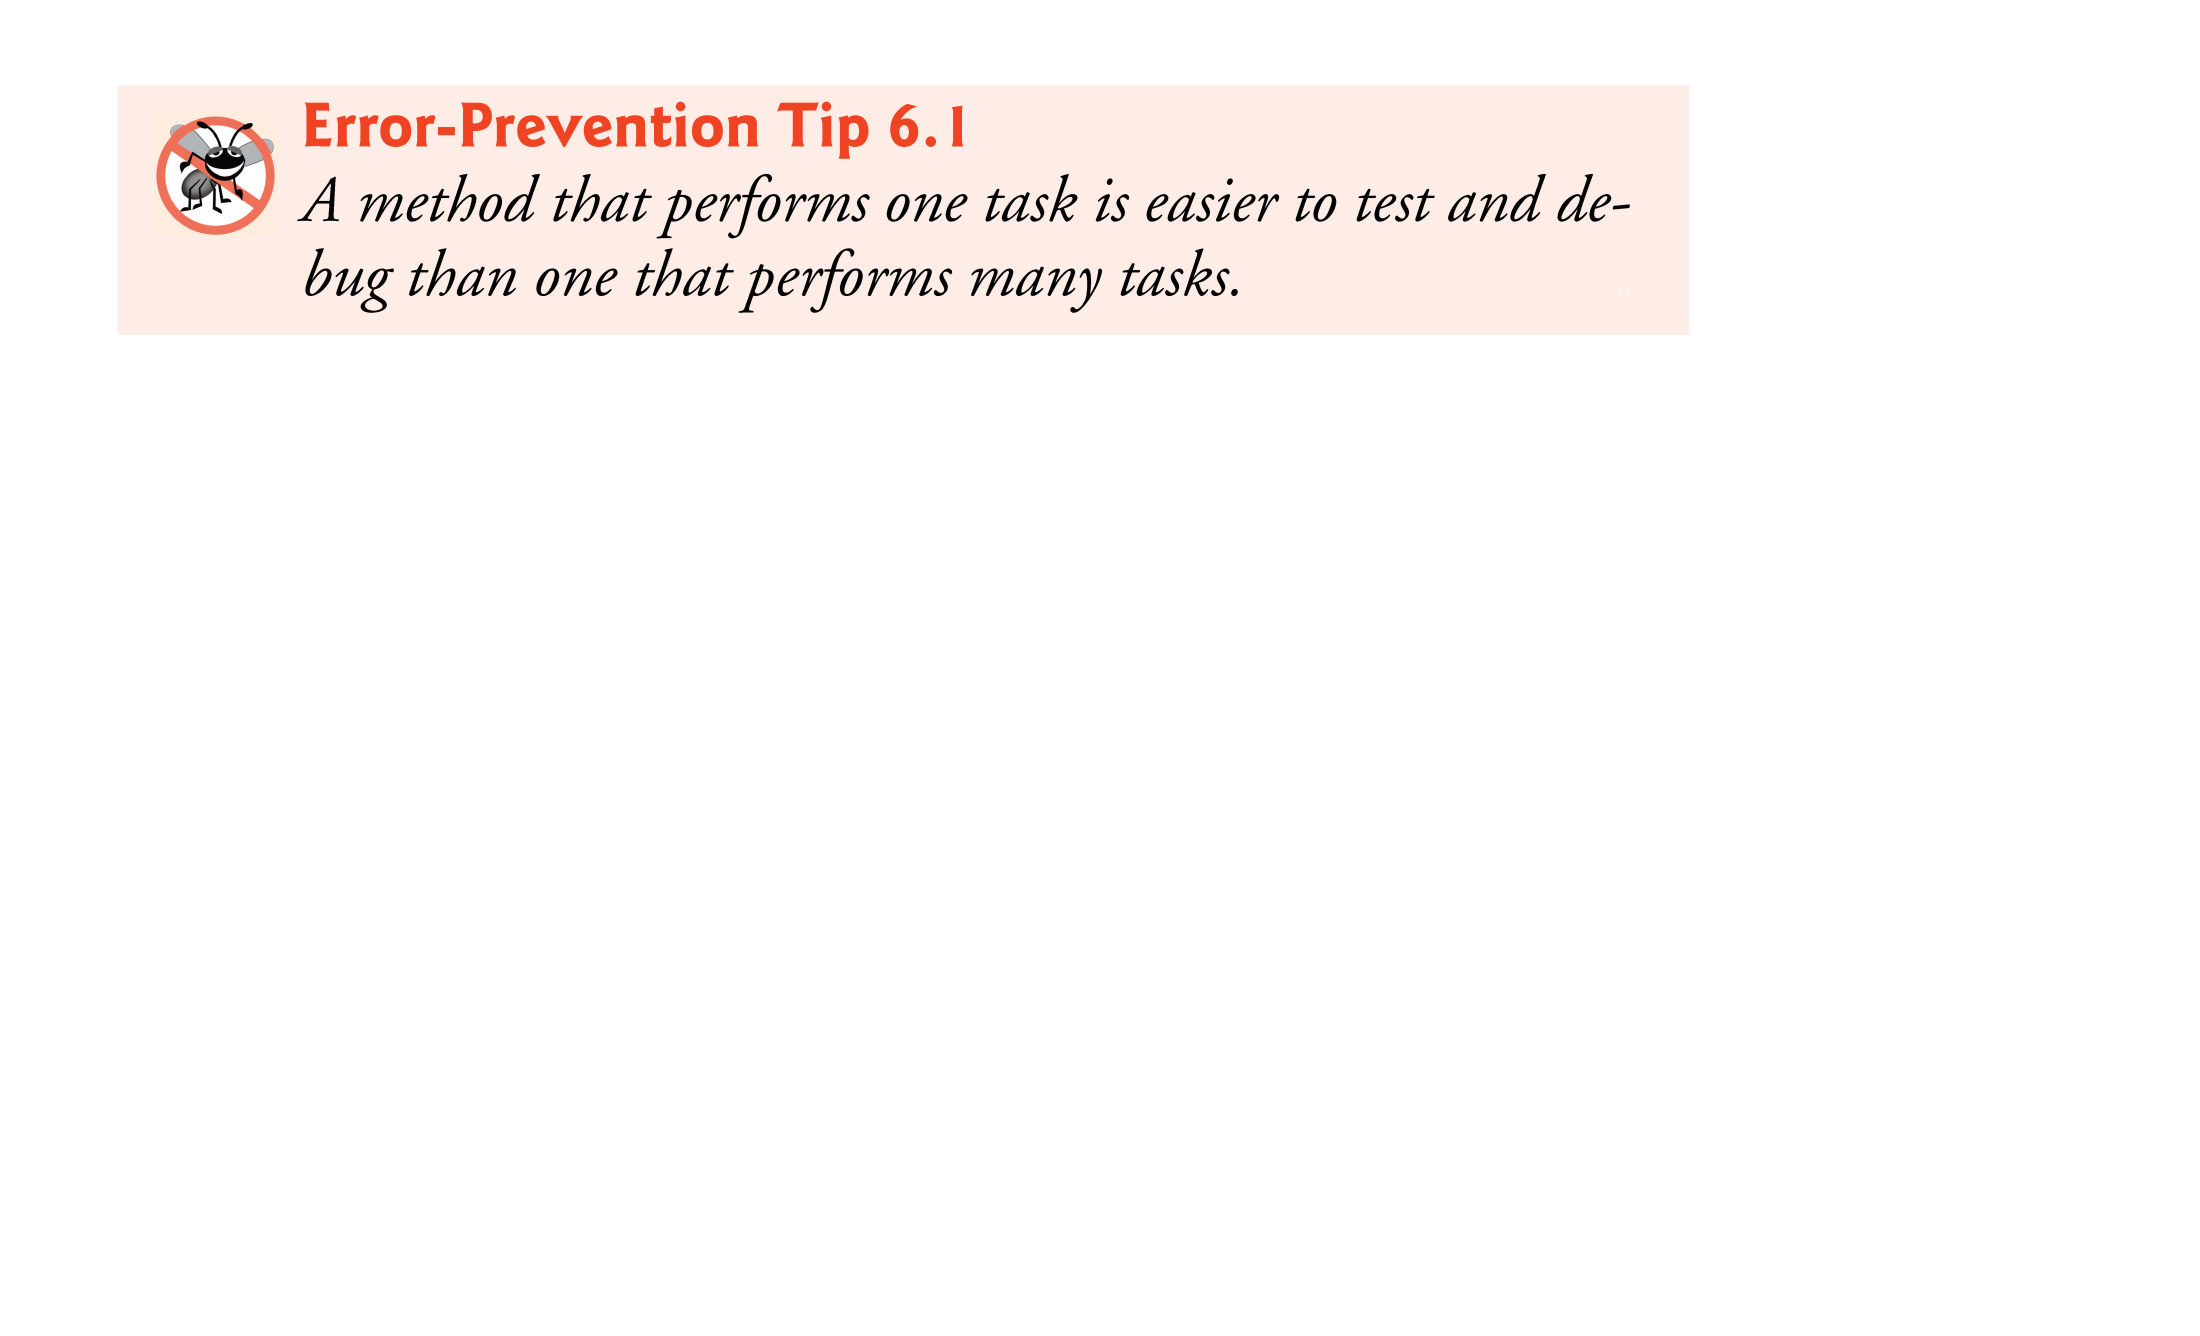 Error-Prevention Tip 6.1
A method that performs one task is easier to test and de-
bug than one that performs many tasks.